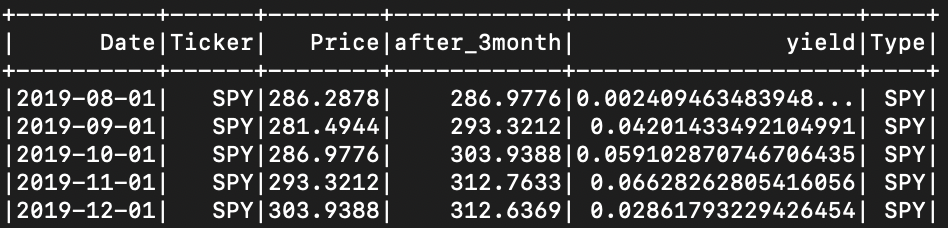 +----------+------+--------+------------+--------------------+----+
|      Date|Ticker|   Price|after_3month|               yield|Type|
+----------+------+--------+------------+--------------------+----+
|2019-08-01|   SPY|286.2878|    286.9776|0.002409463483948...| SPY|
|2019-09-01|   SPY|281.4944|    293.3212| 0.04201433492104991| SPY|
|2019-10-01|   SPY|286.9776|    303.9388|0.059102870746706435| SPY|
|2019-11-01|   SPY|293.3212|    312.7633| 0.06628262805416056| SPY|
|2019-12-01|   SPY|303.9388|    312.6369| 0.02861793229426454| SPY|